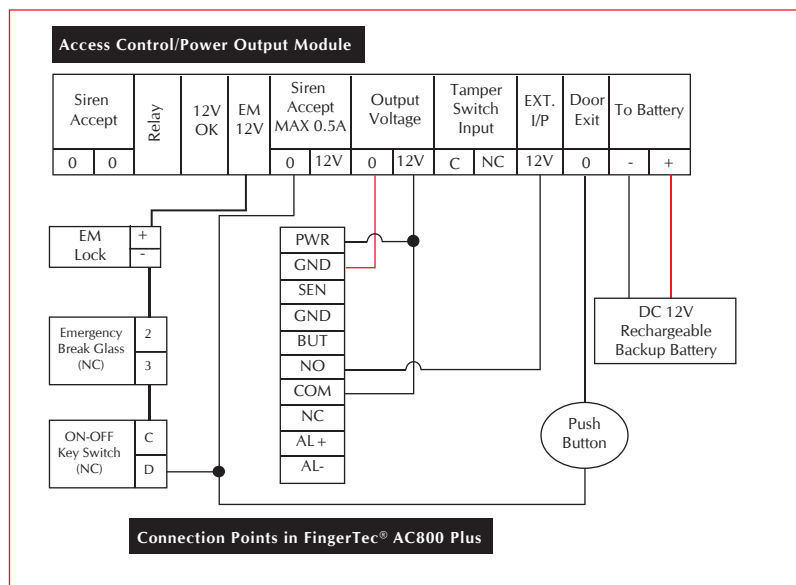 Access Control/Power Output Module
Siren Accept
Relay
12V OK
EM 12V
Siren Accept MAX 0.5A
Output Voltage
Tamper Switch Input
EXT. I/P
Door Exit
To Battery
0 0 0 12V 0 12V C NC 12V 0 - +
EM Lock
+
-
Emergency Break Glass (NC)
2
3
ON-OFF Key Switch (NC)
C
D
PWR
GND
SEN
GND
BUT
NO
COM
NC
AL+
AL-
DC 12V
Rechargeable
Backup Battery
Push
Button
Connection Points in FingerTec® AC800 Plus